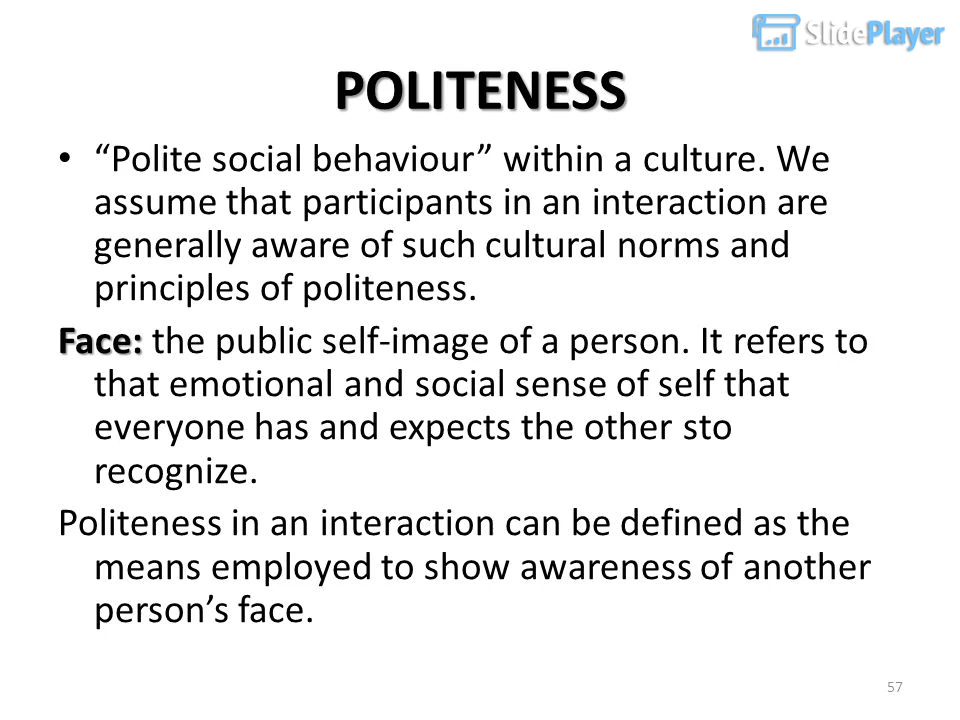 SlidePlayer
POLITENESS
• “Polite social behaviour” within a culture. We
assume that participants in an interaction are
generally aware of such cultural norms and
principles of politeness.
Face: the public self-image of a person. It refers to
that emotional and social sense of self that
everyone has and expects the other sto
recognize.
Politeness in an interaction can be defined as the
means employed to show awareness of another
person’s face.
57